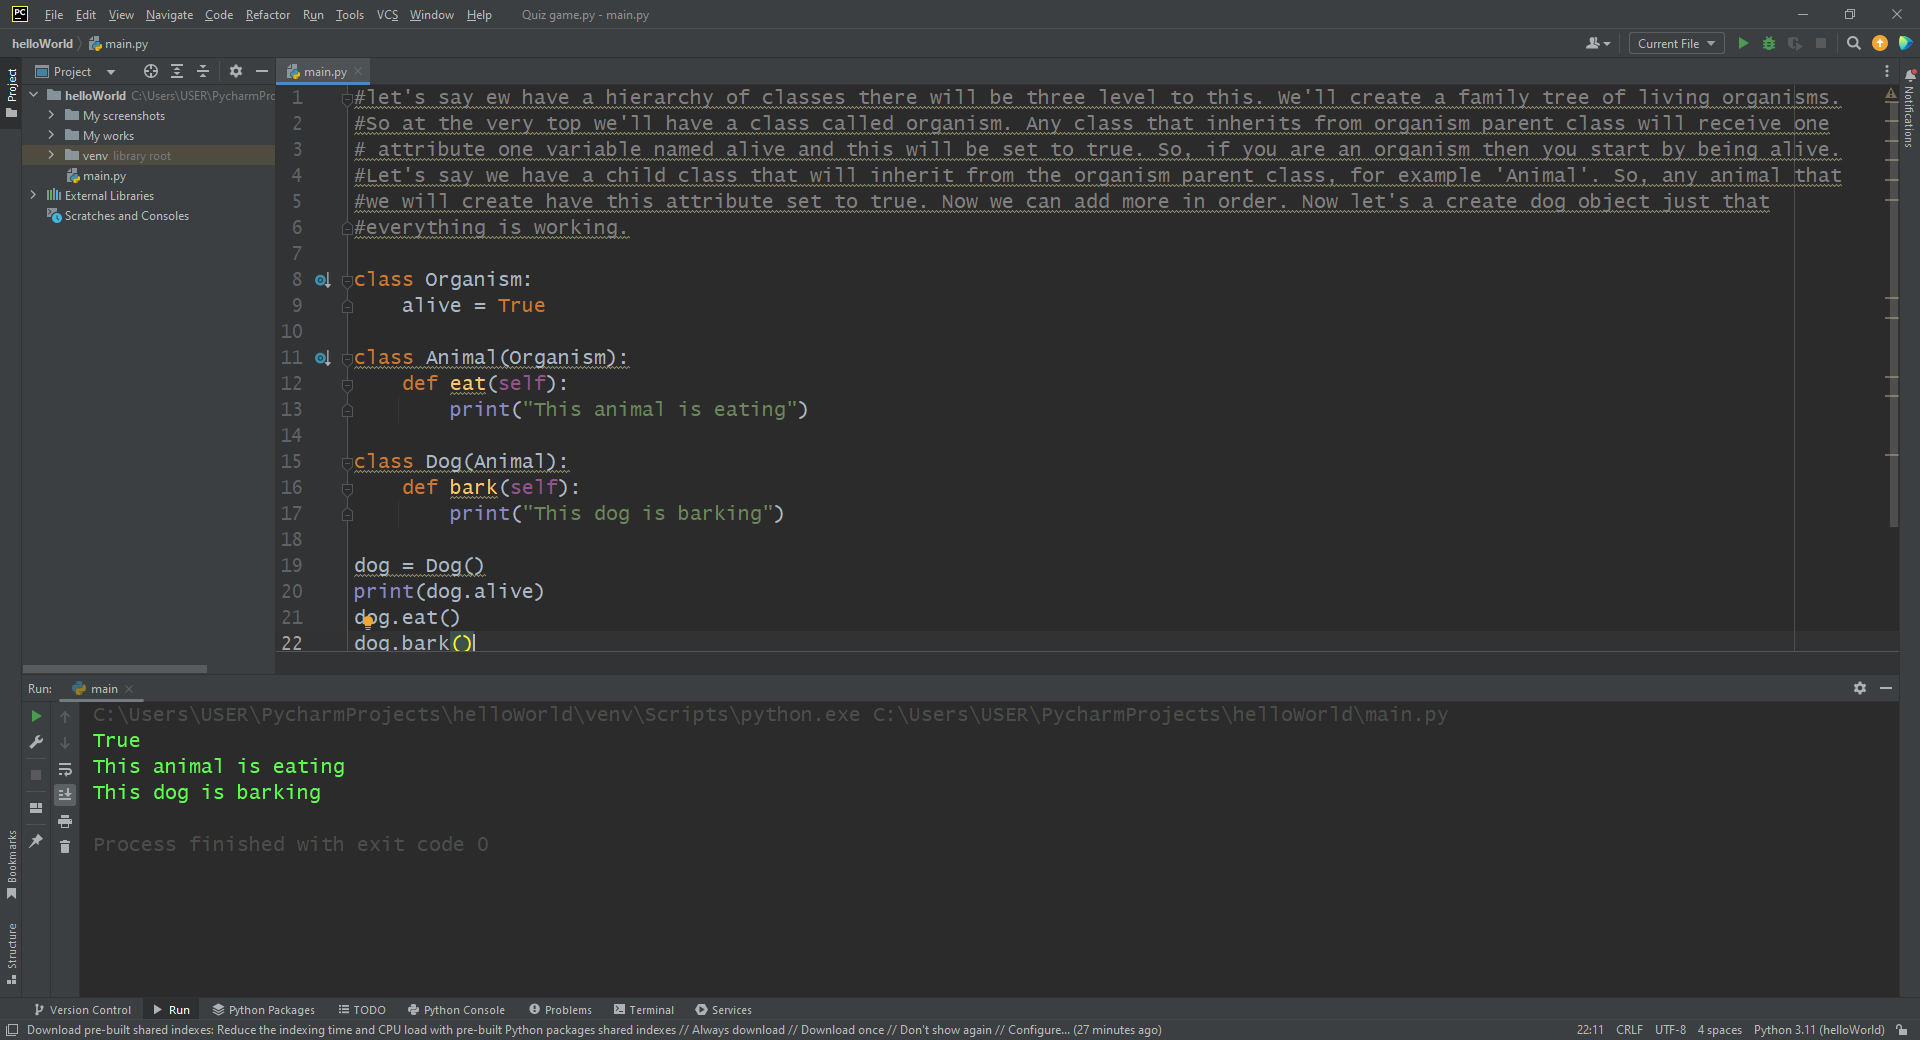 PC File Edit View Navigate Code Refactor Run Tools VCS Window Help Quiz game.py - main.py
helloWorld main.py Current File
Project main.py
Project
Notifications
helloWorld C:\Users\USER\PycharmPro
My screenshots
My works
venv library root
main.py
External Libraries
Scratches and Consoles
1 #let's say ew have a hierarchy of classes there will be three level to this. We'll create a family tree of living organisms.
2 #So at the very top we'll have a class called organism. Any class that inherits from organism parent class will receive one
3 # attribute one variable named alive and this will be set to true. So, if you are an organism then you start by being alive.
4 #Let's say we have a child class that will inherit from the organism parent class, for example 'Animal'. So, any animal that
5 #we will create have this attribute set to true. Now we can add more in order. Now let's a create dog object just that
6 #everything is working.
7
8 class Organism:
9     alive = True
10
11 class Animal(Organism):
12     def eat(self):
13         print("This animal is eating")
14
15 class Dog(Animal):
16     def bark(self):
17         print("This dog is barking")
18
19 dog = Dog()
20 print(dog.alive)
21 dog.eat()
22 dog.bark()
Run: main
C:\Users\USER\PycharmProjects\helloWorld\venv\Scripts\python.exe C:\Users\USER\PycharmProjects\helloWorld\main.py
True
This animal is eating
This dog is barking
Process finished with exit code 0
Bookmarks
Structure
Version Control Run Python Packages TODO Python Console Problems Terminal Services
Download pre-built shared indexes: Reduce the indexing time and CPU load with pre-built Python packages shared indexes // Always download // Download once // Don't show again // Configure... (27 minutes ago) 22:11 CRLF UTF-8 4 spaces Python 3.11 (helloWorld)